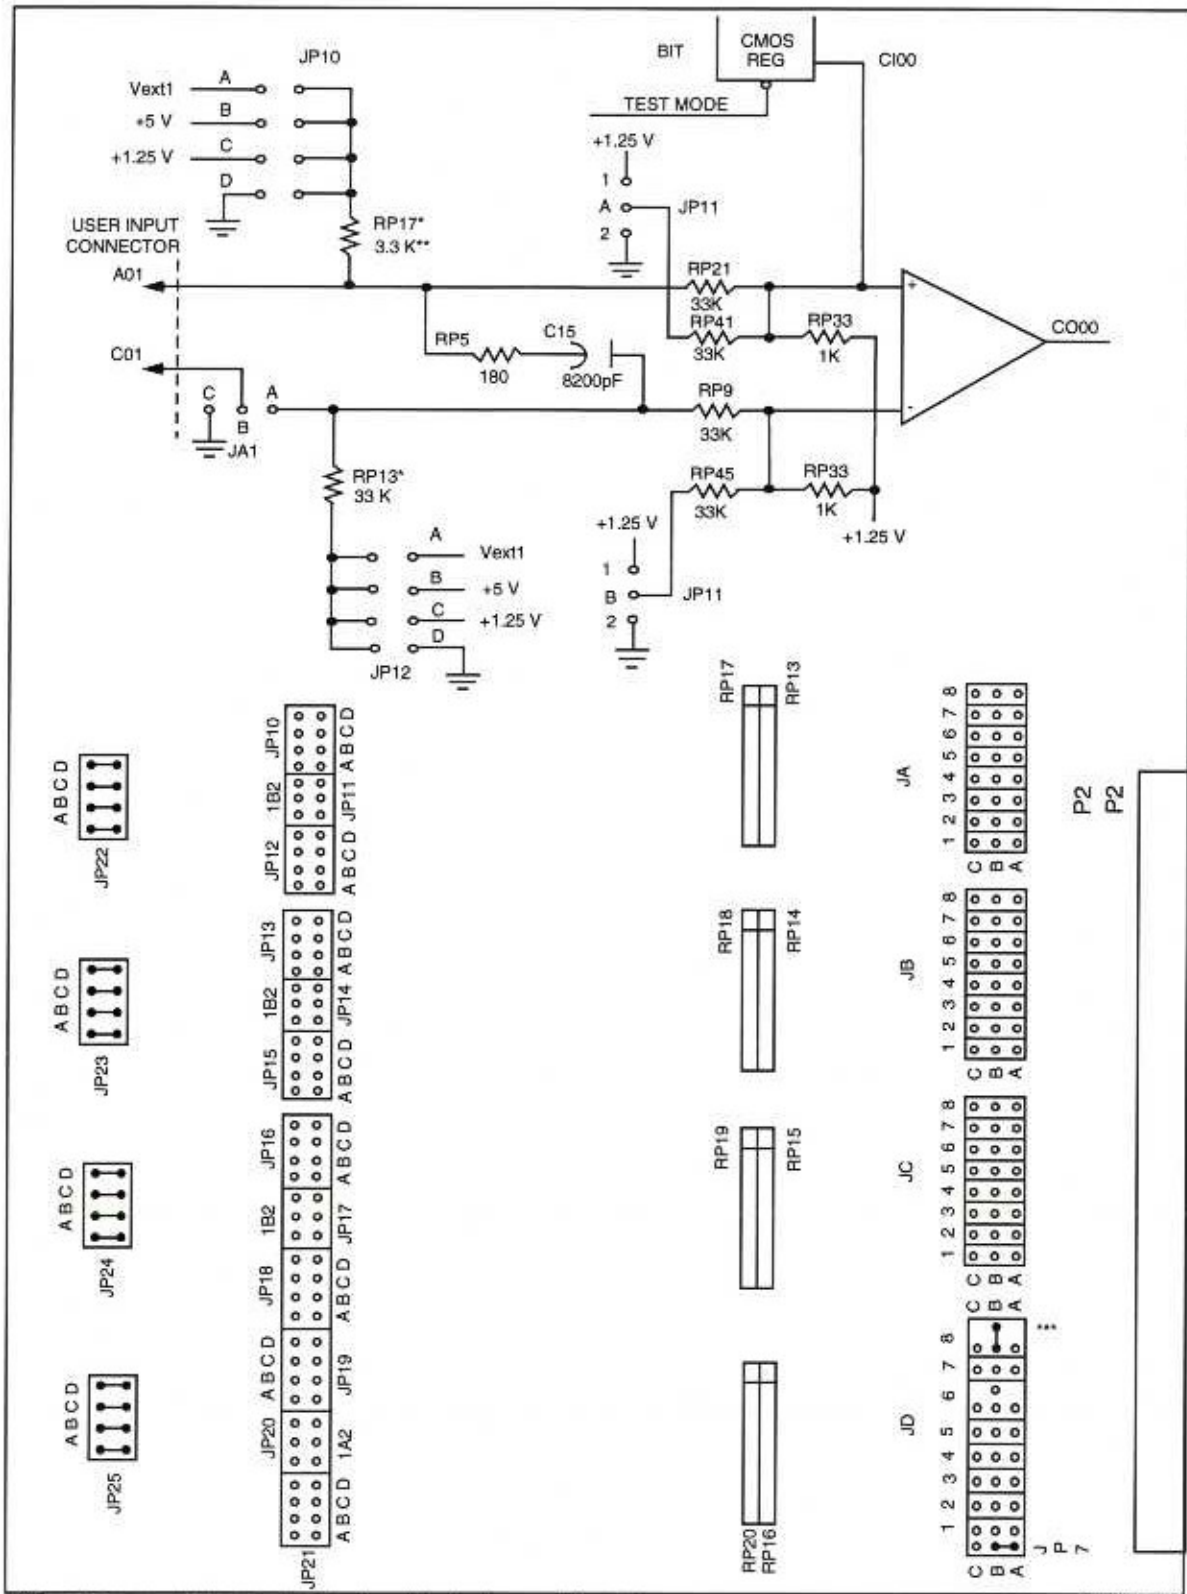 JP10
Vext1 A
+5 V B
+1.25 V C
D
BIT
CMOS
REG
CI00
TEST MODE
+1.25 V
1
A JP11
2
USER INPUT
CONNECTOR
RP17*
3.3 K**
A01
RP21
33K
RP41
33K
RP33
1K
CO00
+
-
RP5
180
C15
8200pF
C01
C B A
JA1
RP9
33K
RP13*
33 K
RP45
33K
RP33
1K
+1.25 V
+1.25 V
1
B JP11
2
A Vext1
B +5 V
C +1.25 V
D
JP12
ABCD
JP22
ABCD
JP23
ABCD
JP24
ABCD
JP25
JP10
ABCD
1B2
JP11
JP12
ABCD
JP13
ABCD
1B2
JP14
JP15
ABCD
JP16
ABCD
1B2
JP17
JP18
ABCD
ABCD
JP19
JP20
1A2
ABCD
JP21
RP17
RP13
RP18
RP14
RP19
RP15
RP20
RP16
JA
1 2 3 4 5 6 7 8
C B A
JB
1 2 3 4 5 6 7 8
C B A
JC
1 2 3 4 5 6 7 8
C B A
C B A
JD
1 2 3 4 5 6 7 8
***
J P 7
C B A
P2
P2